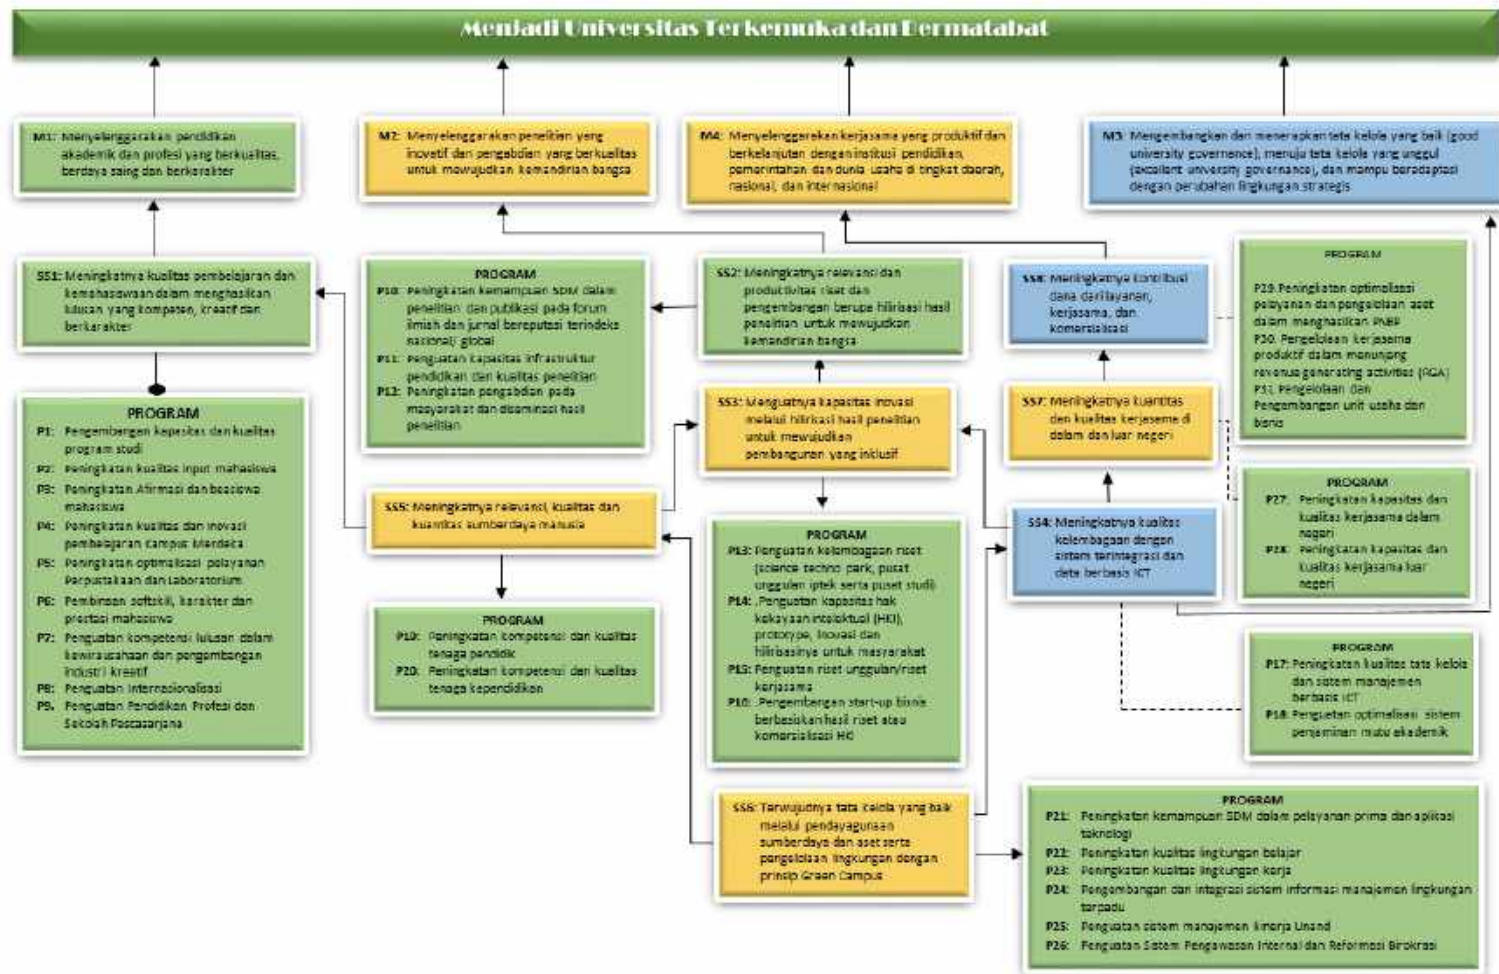 Menjadi Universitas Terkemuka dan Bermatabat
M1: Menyelenggarakan pendidikan
akademik dan profesi yang berkualitas,
berdaya saing dan berkarakter
M2: Menyelenggarakan penelitian yang
inovatif dan pengabdian yang berkualitas
untuk mewujudkan kemandirian bangsa
M4: Menyelenggarakan kerjasama yang produktif dan
berkelanjutan dengan institusi pendidikan,
pemerintahan dan dunia usaha di tingkat daerah,
nasional, dan internasional
M3: Mengembangkan dan menerapkan tata kelola yang baik (good
university governance), menuju tata kelola yang unggul
(excellent university governance), dan mampu beradaptasi
dengan perubahan lingkungan strategis
SS1: Meningkatnya kualitas pembelajaran dan
kemahasiswaan dalam menghasilkan
lulusan yang kompeten, kreatif dan
berkarakter
PROGRAM
P10: Peningkatan kemampuan SDM dalam
penelitian dan publikasi pada forum
ilmiah dan jurnal bereputasi terindeks
nasional/ global
P11: Penguatan kapasitas infrastruktur
pendidikan dan kualitas penelitian
P12: Peningkatan pengabdian pada
masyarakat dan diseminasi hasil
penelitian
SS2: Meningkatnya relevansi dan
produktivitas riset dan
pengembangan berupa hilirisasi hasil
penelitian untuk mewujudkan
kemandirian bangsa
SS8: Meningkatnya kontribusi
dana dari layanan,
kerjasama, dan
komersialisasi
PROGRAM
P29.Peningkatan optimalisasi
pelayanan dan pengelolaan aset
dalam menghasilkan PNBP
P30. Pengelolaan kerjasama
produktif dalam menunjang
revenue generating activities (RGA)
P31. Pengelolaan dan
Pengembangan unit usaha dan
bisnis
PROGRAM
P1: Pengembangan kapasitas dan kualitas
program studi
P2: Peningkatan kualitas input mahasiswa
P3: Peningkatan Afirmasi dan beasiswa
mahasiswa
P4: Peningkatan kualitas dan inovasi
pembelajaran Campus Merdeka
P5: Peningkatan optimalisasi pelayanan
Perpustakaan dan Laboratorium
P6: Pembinaan softskill, karakter dan
prestasi mahasiswa
P7: Penguatan kompetensi lulusan dalam
kewirausahaan dan pengembangan
industri kreatif
P8: Penguatan Internasionalisasi
P9. Penguatan Pendidikan Profesi dan
Sekolah Pascasarjana
SS3: Menguatnya kapasitas inovasi
melalui hilirisasi hasil penelitian
untuk mewujudkan
pembangunan yang inklusif
SS7: Meningkatnya kuantitas
dan kualitas kerjasama di
dalam dan luar negeri
SS5: Meningkatnya relevansi, kualitas dan
kuantitas sumberdaya manusia
SS4: Meningkatnya kualitas
kelembagaan dengan
sistem terintegrasi dan
data berbasis ICT
PROGRAM
P27: Peningkatan kapasitas dan
kualitas kerjasama dalam
negeri
P28: Peningkatan kapasitas dan
kualitas kerjasama luar
negeri
PROGRAM
P13: Penguatan kelembagaan riset
(science techno park, pusat
unggulan iptek serta pusat studi)
P14: .Penguatan kapasitas hak
kekayaan intelektual (HKI),
prototype, inovasi dan
hilirisasinya untuk masyarakat
P15: Penguatan riset unggulan/riset
kerjasama
P16: .Pengembangan start-up bisnis
berbasiskan hasil riset atau
komersialisasi HKI
PROGRAM
P19: Peningkatan kompetensi dan kualitas
tenaga pendidik
P20: Peningkatan kompetensi dan kualitas
tenaga kependidikan
PROGRAM
P17: Peningkatan kualitas tata kelola
dan sistem manajemen
berbasis ICT
P18: Penguatan optimalisasi sistem
penjaminan mutu akademik
SS6: Terwujudnya tata kelola yang baik
melalui pendayagunaan
sumberdaya dan aset serta
pengelolaan lingkungan dengan
prinsip Green Campus
PROGRAM
P21: Peningkatan kemampuan SDM dalam pelayanan prima dan aplikasi
teknologi
P22: Peningkatan kualitas lingkungan belajar
P23: Peningkatan kualitas lingkungan kerja
P24: Pengembangan dan integrasi sistem informasi manajemen lingkungan
terpadu
P25: Penguatan sistem manajemen kinerja Unand
P26: Penguatan Sistem Pengawasan Internal dan Reformasi Birokrasi